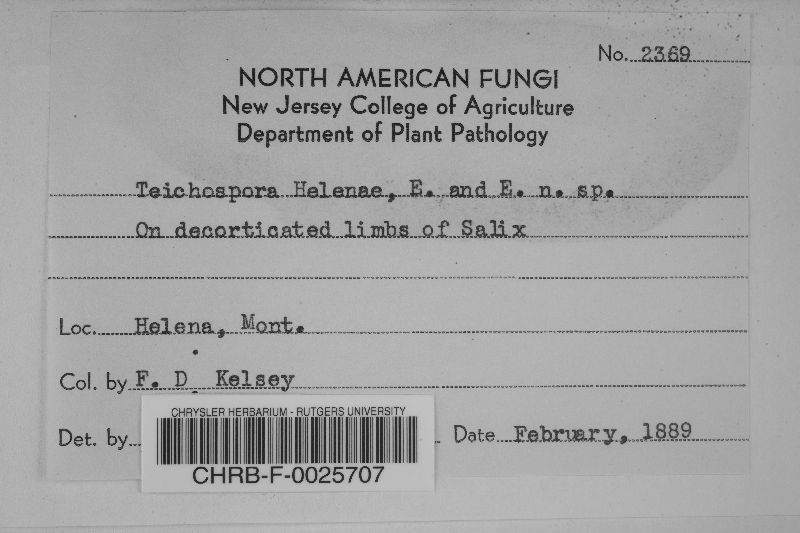 No. 2369
NORTH AMERICAN FUNGI
New Jersey College of Agriculture
Department of Plant Pathology
Teichospora Helenae, E. and E. n. sp.
On decorticated limbs of Salix
Loc. Helena, Mont.
Col. by F. D. Kelsey
Det. by
Date February, 1889
CHRYSLER HERBARIUM - RUTGERS UNIVERSITY
CHRB-F-0025707